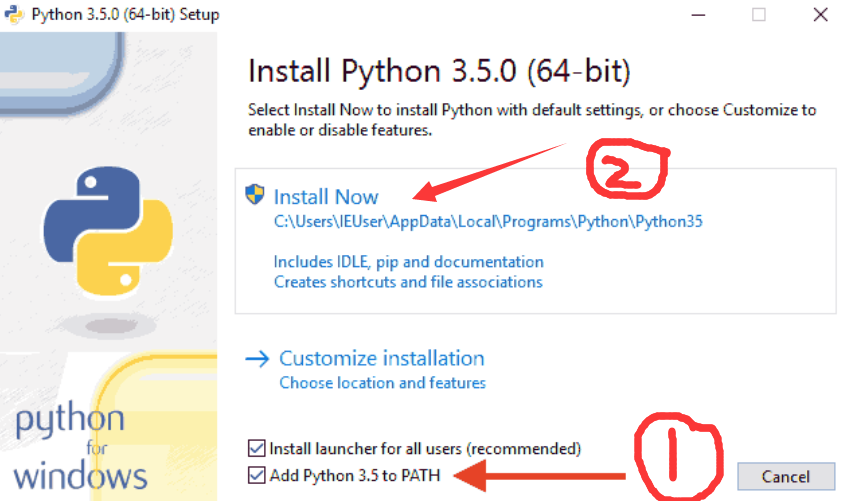 Python 3.5.0 (64-bit) Setup
Install Python 3.5.0 (64-bit)
Select Install Now to install Python with default settings, or choose Customize to
enable or disable features.
2
Install Now
C:\Users\IEUser\AppData\Local\Programs\Python\Python35
Includes IDLE, pip and documentation
Creates shortcuts and file associations
Customize installation
Choose location and features
python
for
windows
Install launcher for all users (recommended)
Add Python 3.5 to PATH
1
Cancel